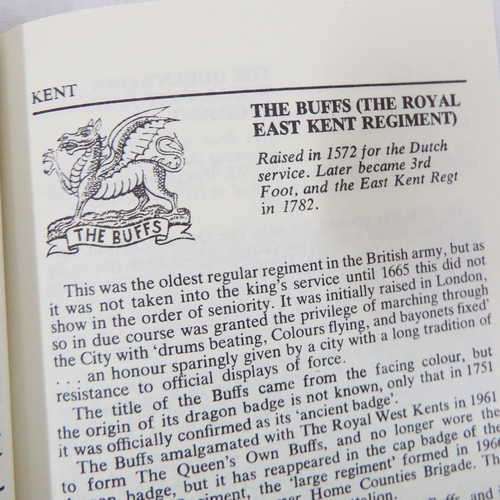 KENT
THE BUFFS (THE ROYAL
EAST KENT REGIMENT)
Raised in 1572 for the Dutch
service. Later became 3rd
Foot, and the East Kent Regt
in 1782.
THE BUFFS
This was the oldest regular regiment in the British army, but as
it was not taken into the king's service until 1665 this did not
show in the order of seniority. It was initially raised in London,
so in due course was granted the privilege of marching through
the City with 'drums beating, Colours flying, and bayonets fixed'
. . . an honour sparingly given by a city with a long tradition of
resistance to official displays of force.
The title of the Buffs came from the facing colour, but
the origin of its dragon badge is not known, only that in 1751
it was officially confirmed as its 'ancient badge'.
The Buffs amalgamated with The Royal West Kents in 1961
to form The Queen's Own Buffs, and no longer wore the
badge, but it has reappeared in the cap badge of the
Regiment, the 'large regiment' formed in 1966
Home Counties Brigade. The